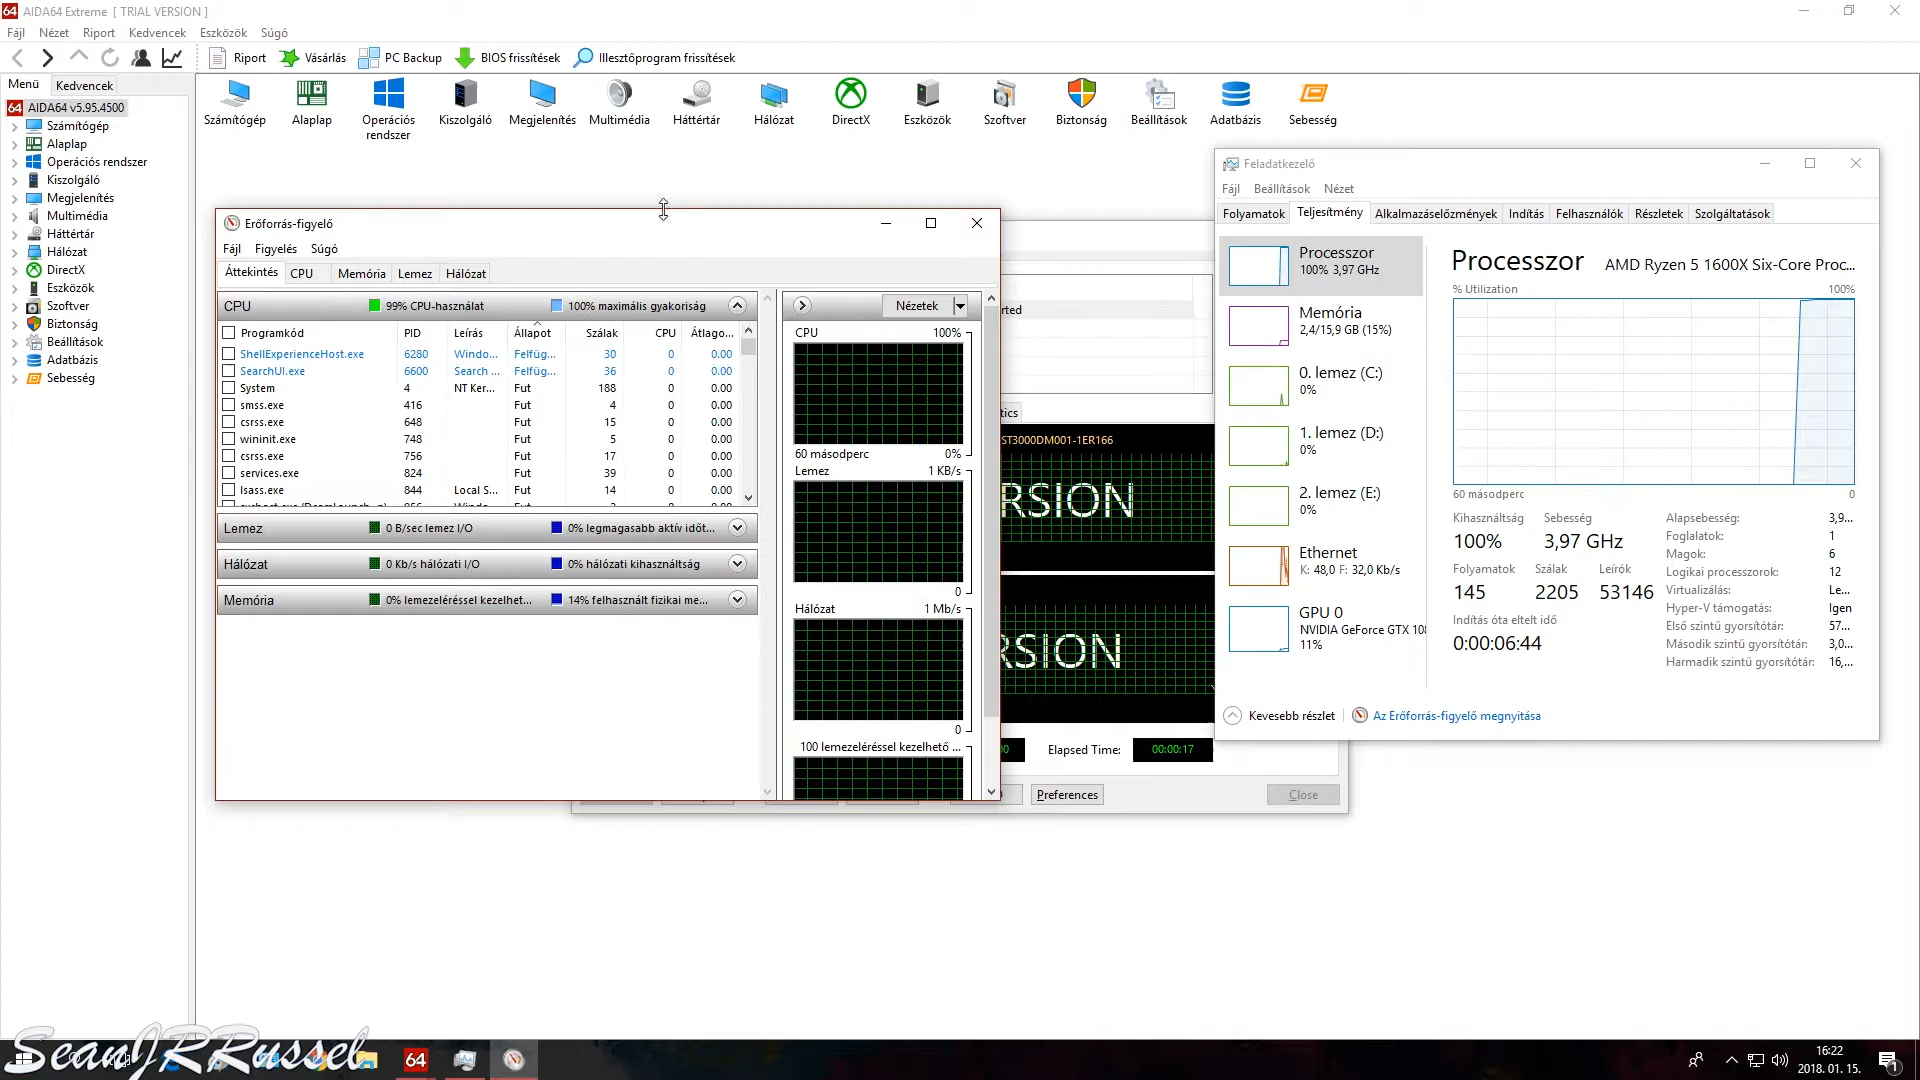 AIDA64 Extreme [ TRIAL VERSION ]
Fájl Nézet Riport Kedvencek Eszközök Súgó
Riport Vásárlás PC Backup BIOS frissítések Illesztőprogram frissítések
Menü Kedvencek
AIDA64 v5.95.4500
Számítógép
Alaplap
Operációs rendszer
Kiszolgáló
Megjelenítés
Multimédia
Háttértár
Hálózat
DirectX
Eszközök
Szoftver
Biztonság
Beállítások
Adatbázis
Sebesség
Számítógép Alaplap Operációs rendszer Kiszolgáló Megjelenítés Multimédia Háttértár Hálózat DirectX Eszközök Szoftver Biztonság Beállítások Adatbázis Sebesség
Erőforrás-figyelő
Fájl Figyelés Súgó
Áttekintés CPU Memória Lemez Hálózat
CPU 99% CPU-használat 100% maximális gyakoriság
Programkód PID Leírás Állapot Szálak CPU Átlago...
ShellExperienceHost.exe 6280 Windo... Felfüg... 30 0 0.00
SearchUI.exe 6600 Search ... Felfüg... 36 0 0.00
System 4 NT Ker... Fut 188 0 0.00
smss.exe 416 Fut 4 0 0.00
csrss.exe 648 Fut 15 0 0.00
wininit.exe 748 Fut 5 0 0.00
csrss.exe 756 Fut 17 0 0.00
services.exe 824 Fut 39 0 0.00
lsass.exe 844 Local S... Fut 14 0 0.00
Lemez 0 B/sec lemez I/O 0% legmagasabb aktív időt...
Hálózat 0 Kb/s hálózati I/O 0% hálózati kihasználtság
Memória 0% lemezeléréssel kezelhet... 14% felhasznált fizikai me...
Nézetek
CPU 100%
60 másodperc 0%
Lemez 1 KB/s
0
Hálózat 1 Mb/s
0
100 lemezeléréssel kezelhető ...
rted
tics
ST3000DM001-1ER166
RSION
RSION
Elapsed Time: 00:00:17
Preferences Close
Feladatkezelő
Fájl Beállítások Nézet
Folyamatok Teljesítmény Alkalmazáselőzmények Indítás Felhasználók Részletek Szolgáltatások
Processzor
100% 3,97 GHz
Memória
2,4/15,9 GB (15%)
0. lemez (C:)
0%
1. lemez (D:)
0%
2. lemez (E:)
0%
Ethernet
K: 48,0 F: 32,0 Kb/s
GPU 0
NVIDIA GeForce GTX 108
11%
Processzor AMD Ryzen 5 1600X Six-Core Proc...
% Utilization 100%
60 másodperc 0
Kihasználtság Sebesség
100% 3,97 GHz
Folyamatok Szálak Leírók
145 2205 53146
Indítás óta eltelt idő
0:00:06:44
Alapsebesség: 3,9...
Foglalatok: 1
Magok: 6
Logikai processzorok: 12
Virtualizálás: Le...
Hyper-V támogatás: Igen
Első szintű gyorsítótár: 57...
Második szintű gyorsítótár: 3,0...
Harmadik szintű gyorsítótár: 16,...
Kevesebb részlet Az Erőforrás-figyelő megnyitása
SeanJRRussel
64
16:22
2018. 01. 15.
1